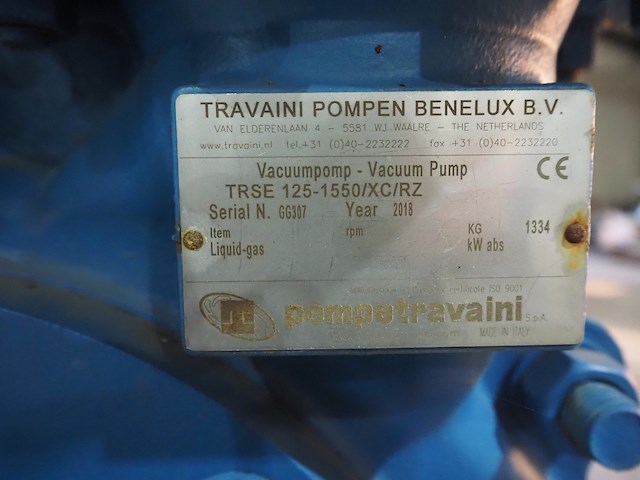 TRAVAINI POMPEN BENELUX B.V.
VAN ELDERENLAAN 4 - 5581 WJ WAALRE - THE NETHERLANDS
www.travaini.nl tel.+31 (0)40-2232222 fax +31 (0)40-2232220
Vacuumpomp - Vacuum Pump CE
TRSE 125-1550/XC/RZ
Serial N. GG307 Year 2018
Item rpm KG 1334
Liquid-gas kW abs
ISO 9001
pompetravaini S.p.A.
MADE IN ITALY